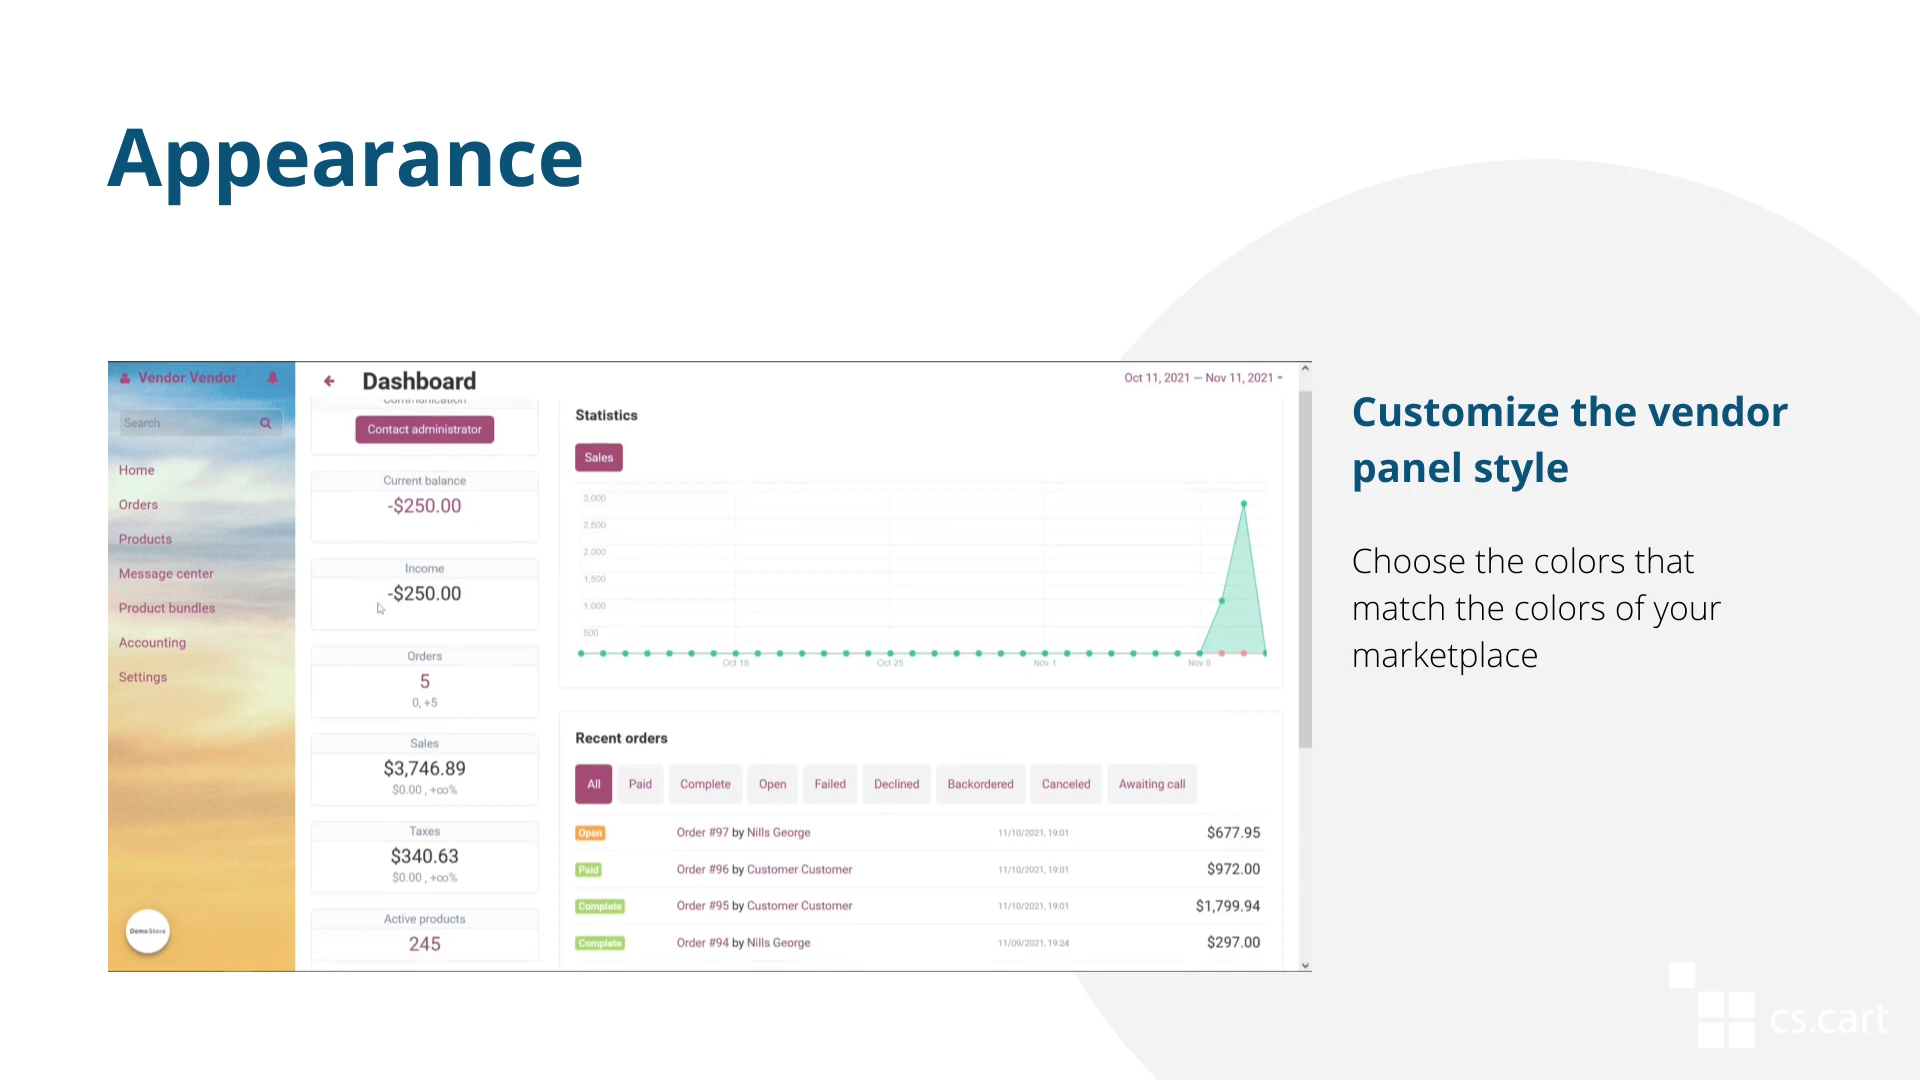 Appearance
Vendor Vendor
Search
Home
Orders
Products
Message center
Product bundles
Accounting
Settings
Demo Store
Dashboard
Oct 11, 2021 — Nov 11, 2021
Communication
Contact administrator
Current balance
-$250.00
Income
-$250.00
Orders
5
0, +5
Sales
$3,746.89
$0.00 , +∞%
Taxes
$340.63
$0.00 , +∞%
Active products
245
Statistics
Sales
3,000
2,500
2,000
1,500
1,000
500
Oct 18 Oct 25 Nov 1 Nov 8
Recent orders
All Paid Complete Open Failed Declined Backordered Canceled Awaiting call
Open Order #97 by Nills George 11/10/2021, 19:01 $677.95
Paid Order #96 by Customer Customer 11/10/2021, 19:01 $972.00
Complete Order #95 by Customer Customer 11/10/2021, 19:01 $1,799.94
Complete Order #94 by Nills George 11/09/2021, 19:24 $297.00
Customize the vendor
panel style
Choose the colors that
match the colors of your
marketplace
cs.cart